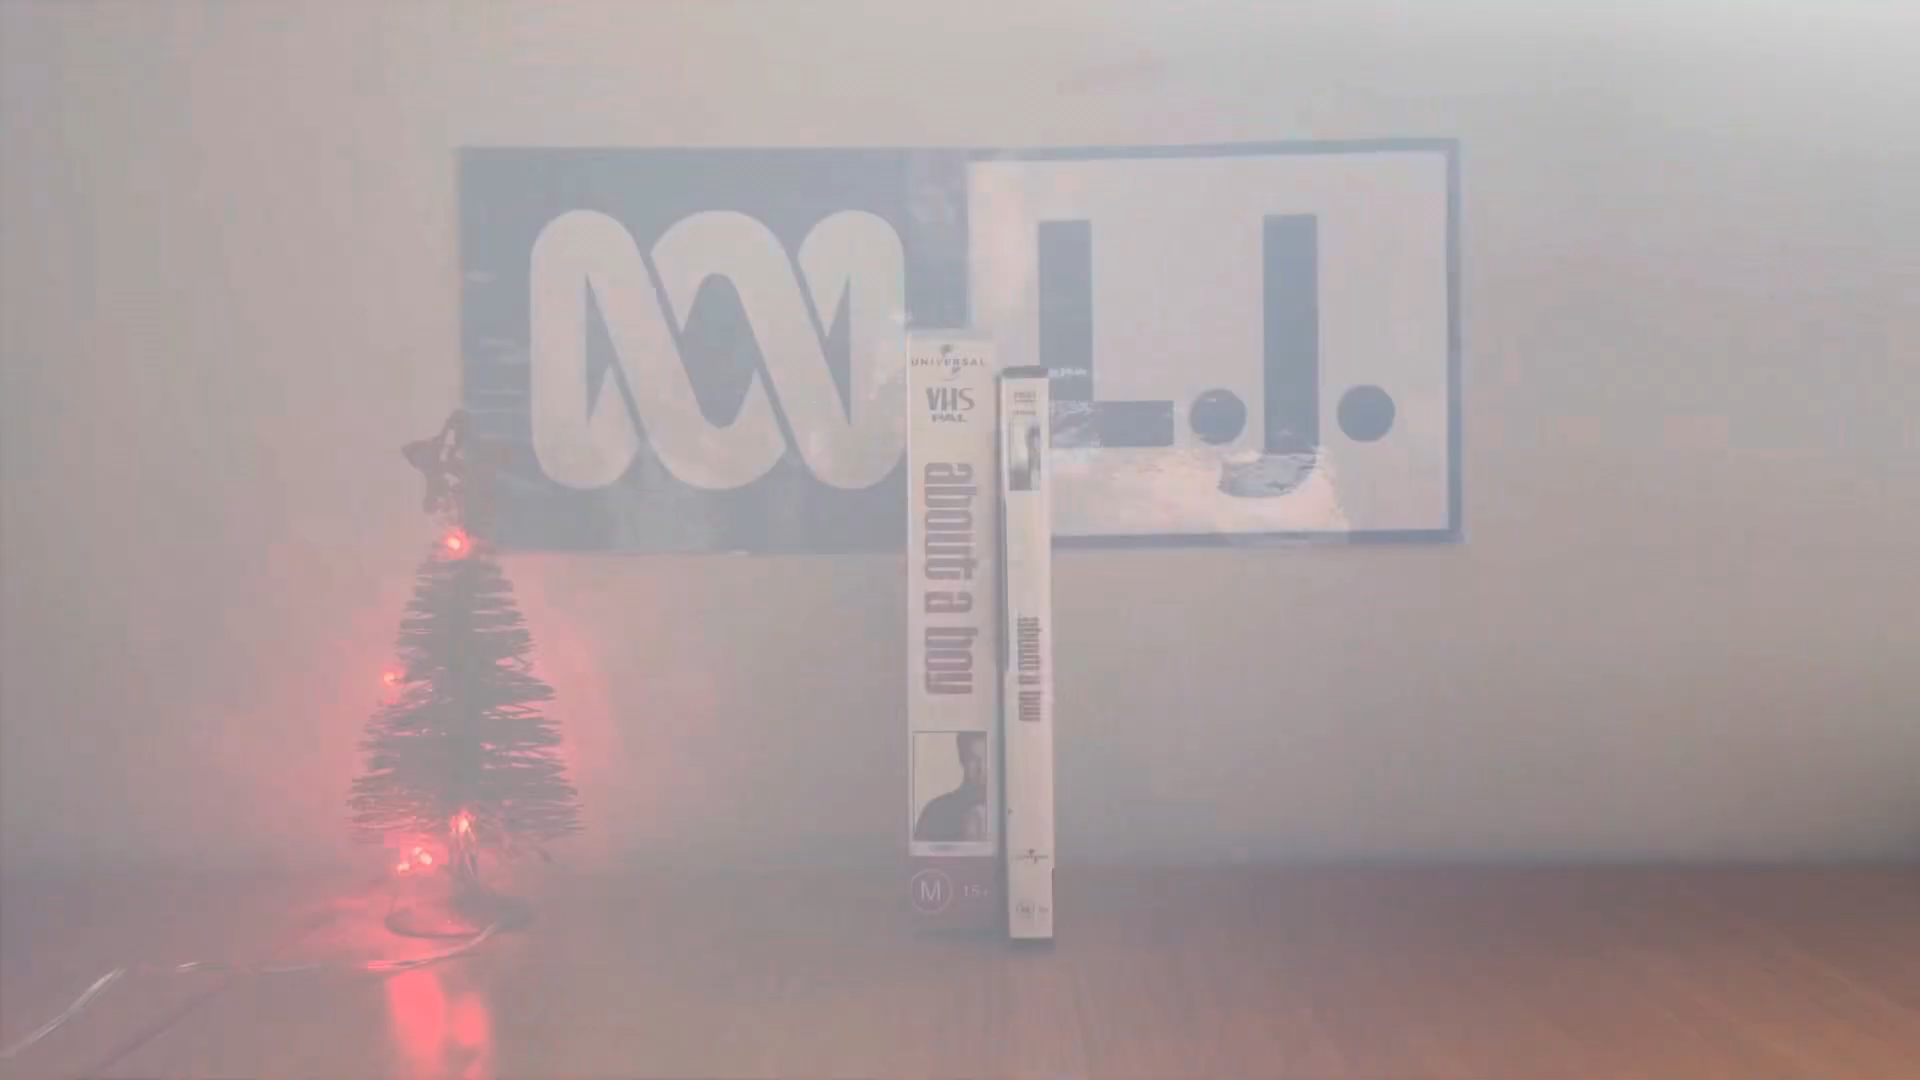 L.J.
UNIVERSAL
VHS
PAL
about a boy
M 15+
about a boy